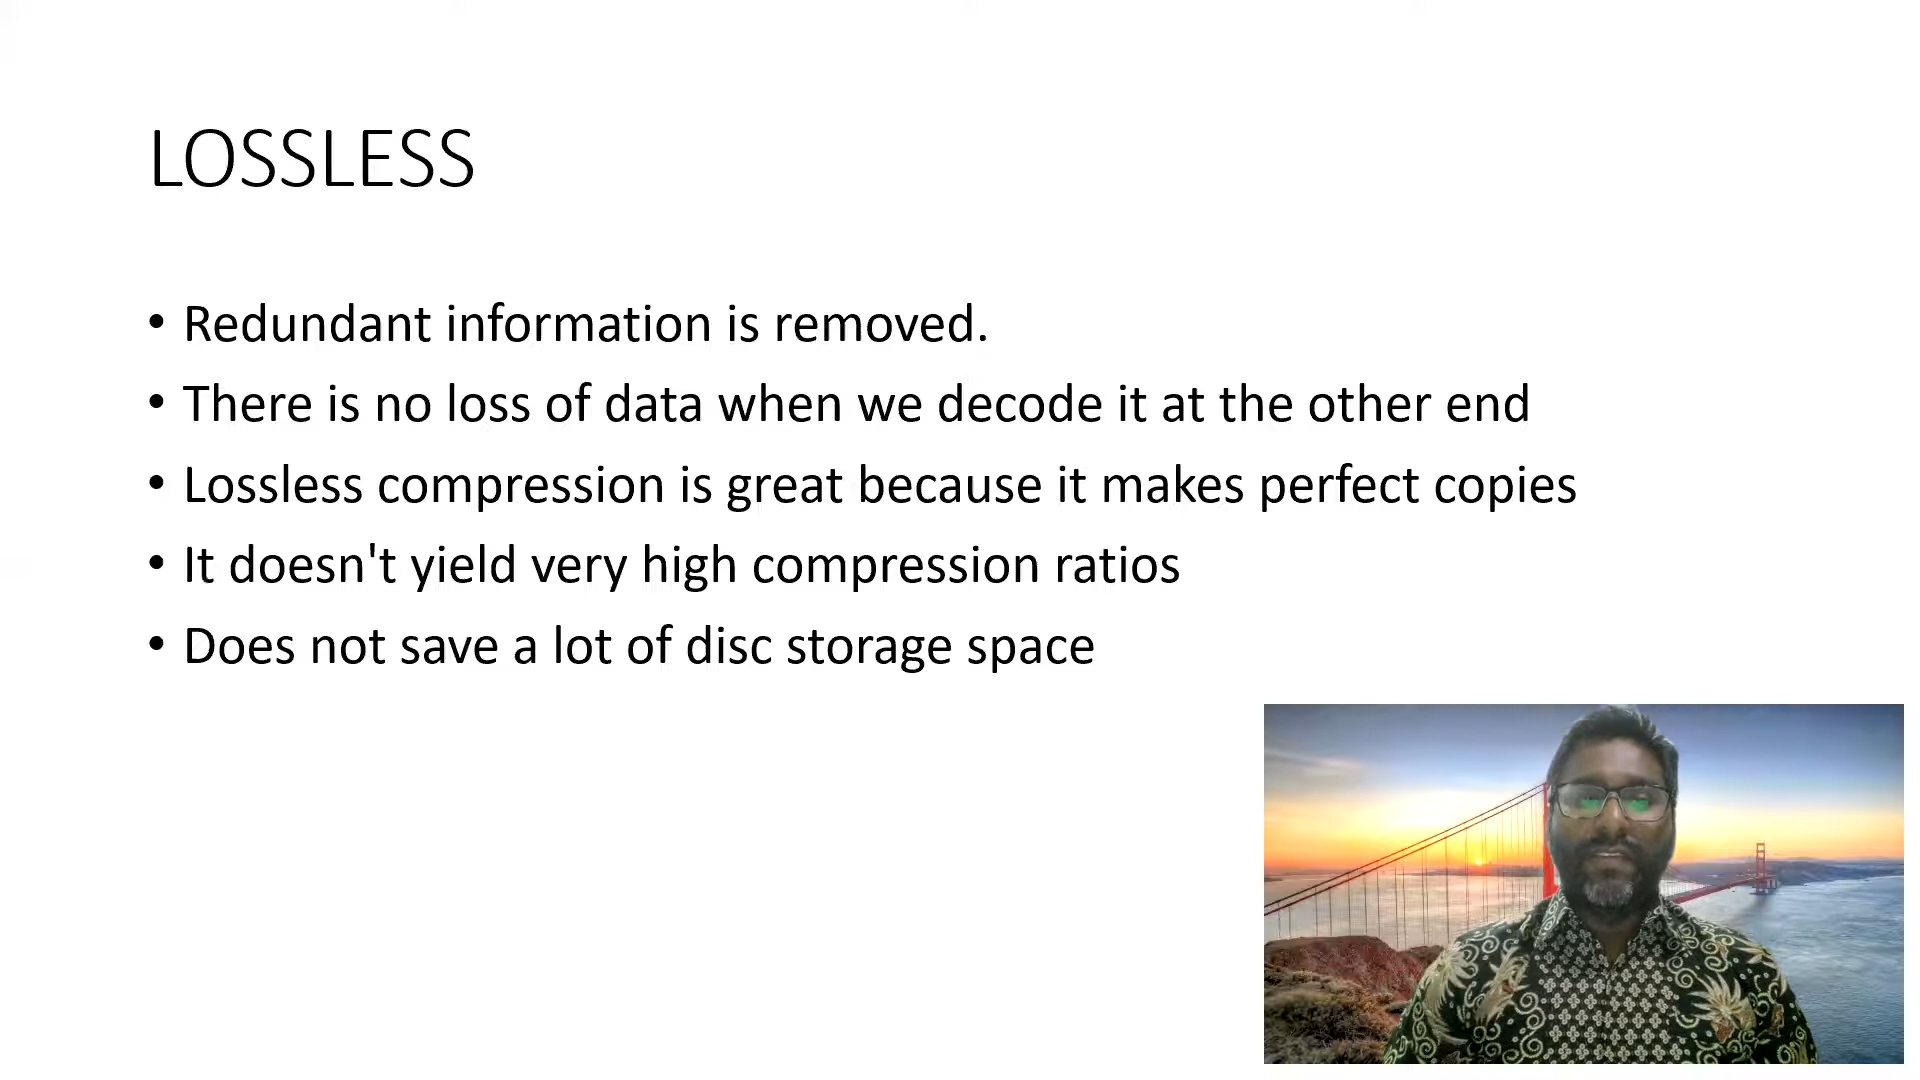 LOSSLESS
• Redundant information is removed.
• There is no loss of data when we decode it at the other end
• Lossless compression is great because it makes perfect copies
• It doesn't yield very high compression ratios
• Does not save a lot of disc storage space